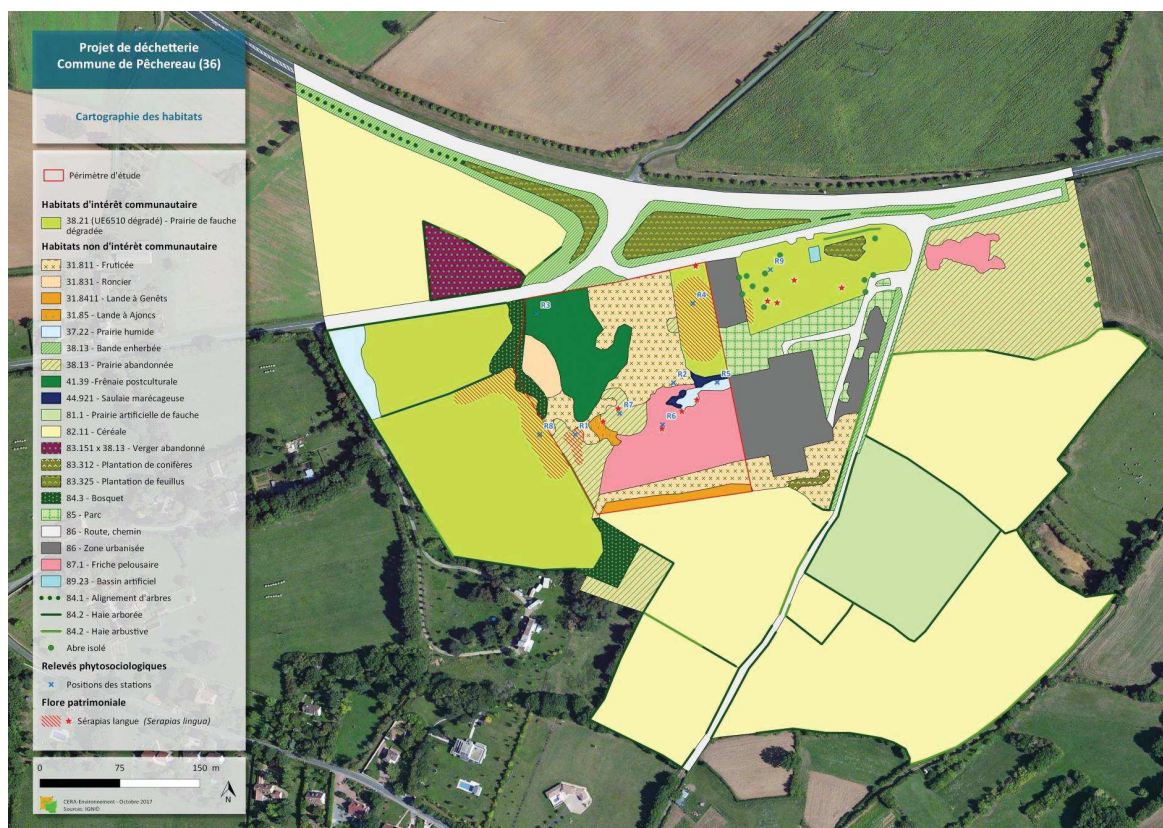 Projet de déchetterie
Commune de Pêchereau (36)
Cartographie des habitats
Périmètre d'étude
Habitats d'intérêt communautaire
38.21 (UE6510 dégradé) - Prairie de fauche
dégradée
Habitats non d'intérêt communautaire
31.811 - Fruticée
31.831 - Roncier
31.8411 - Lande à Genêts
31.85 - Lande à Ajoncs
37.22 - Prairie humide
38.13 - Bande enherbée
38.13 - Prairie abandonnée
41.39 -Frênaie postculturale
44.921 - Saulaie marécageuse
81.1 - Prairie artificielle de fauche
82.11 - Céréale
83.151 x 38.13 - Verger abandonné
83.312 - Plantation de conifères
83.325 - Plantation de feuillus
84.3 - Bosquet
85 - Parc
86 - Route, chemin
86 - Zone urbanisée
87.1 - Friche pelousaire
89.23 - Bassin artificiel
84.1 - Alignement d'arbres
84.2 - Haie arborée
84.2 - Haie arbustive
Abre isolé
Relevés phytosociologiques
Positions des stations
Flore patrimoniale
Sérapias langue (Serapias lingua)
0 75 150 m
N
CERA-Environnement - Octobre 2017
Sources: IGN©
R9
R4
R3
R2
R5
R7
R6
R8
R1